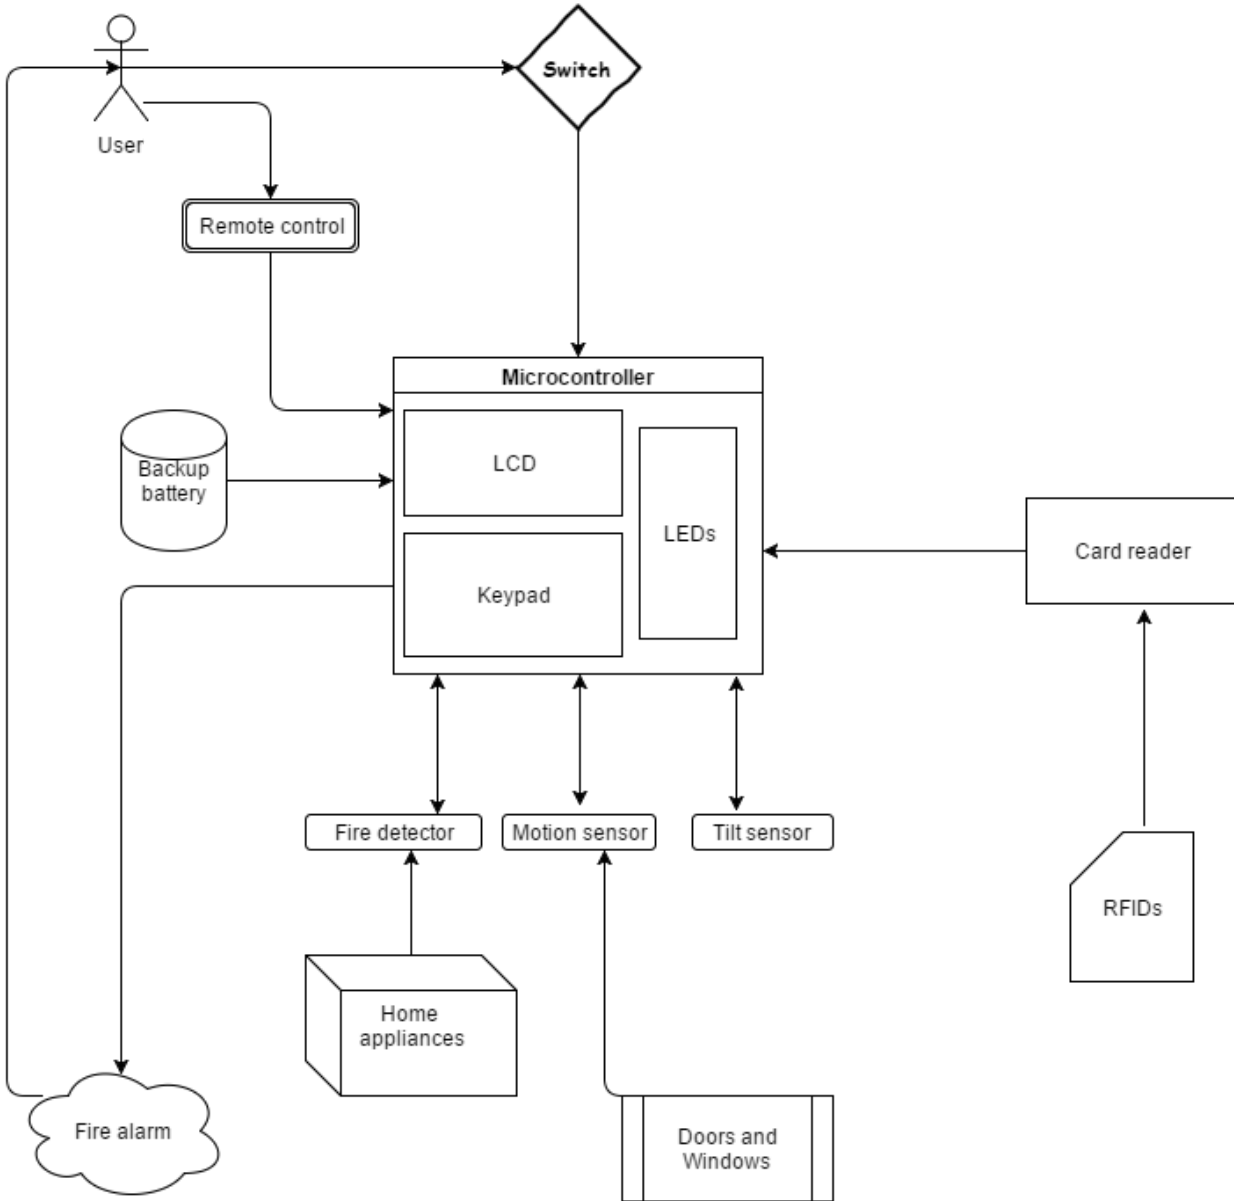 Switch
User
Remote control
Microcontroller
LCD
Backup
battery
LEDs
Card reader
Keypad
Fire detector
Motion sensor
Tilt sensor
RFIDs
Home
appliances
Fire alarm
Doors and
Windows